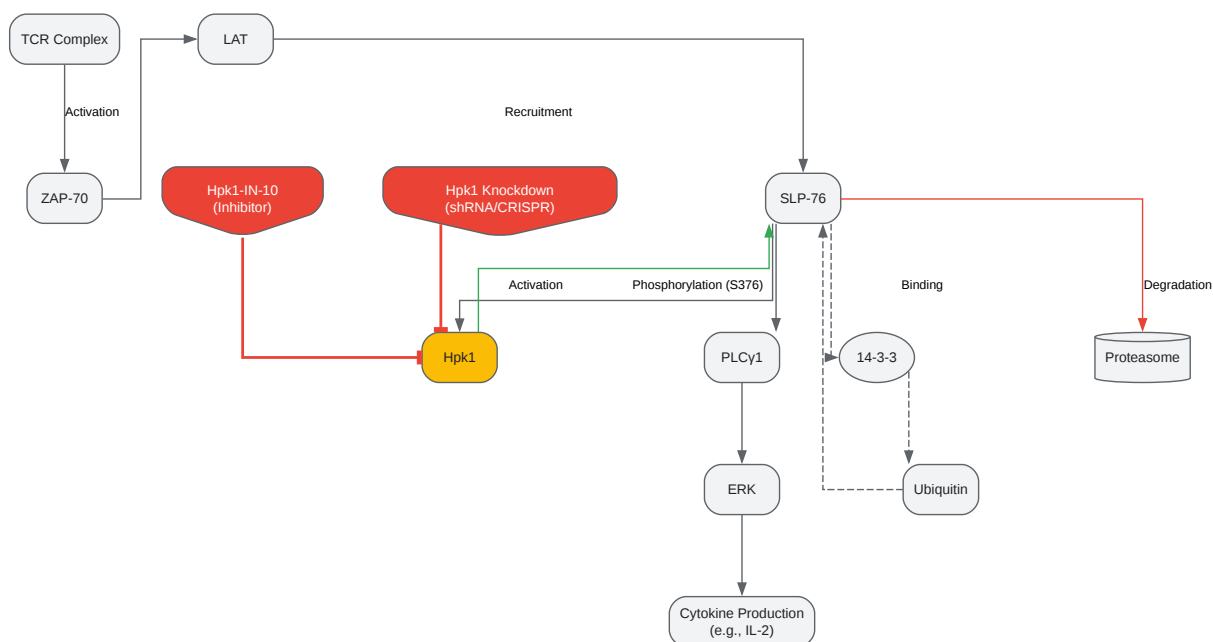 TCR Complex
LAT
Activation
Recruitment
ZAP-70
Hpk1-IN-10
(Inhibitor)
Hpk1 Knockdown
(shRNA/CRISPR)
SLP-76
Activation
Phosphorylation (S376)
Binding
Degradation
Hpk1
PLCγ1
14-3-3
Proteasome
ERK
Ubiquitin
Cytokine Production
(e.g., IL-2)